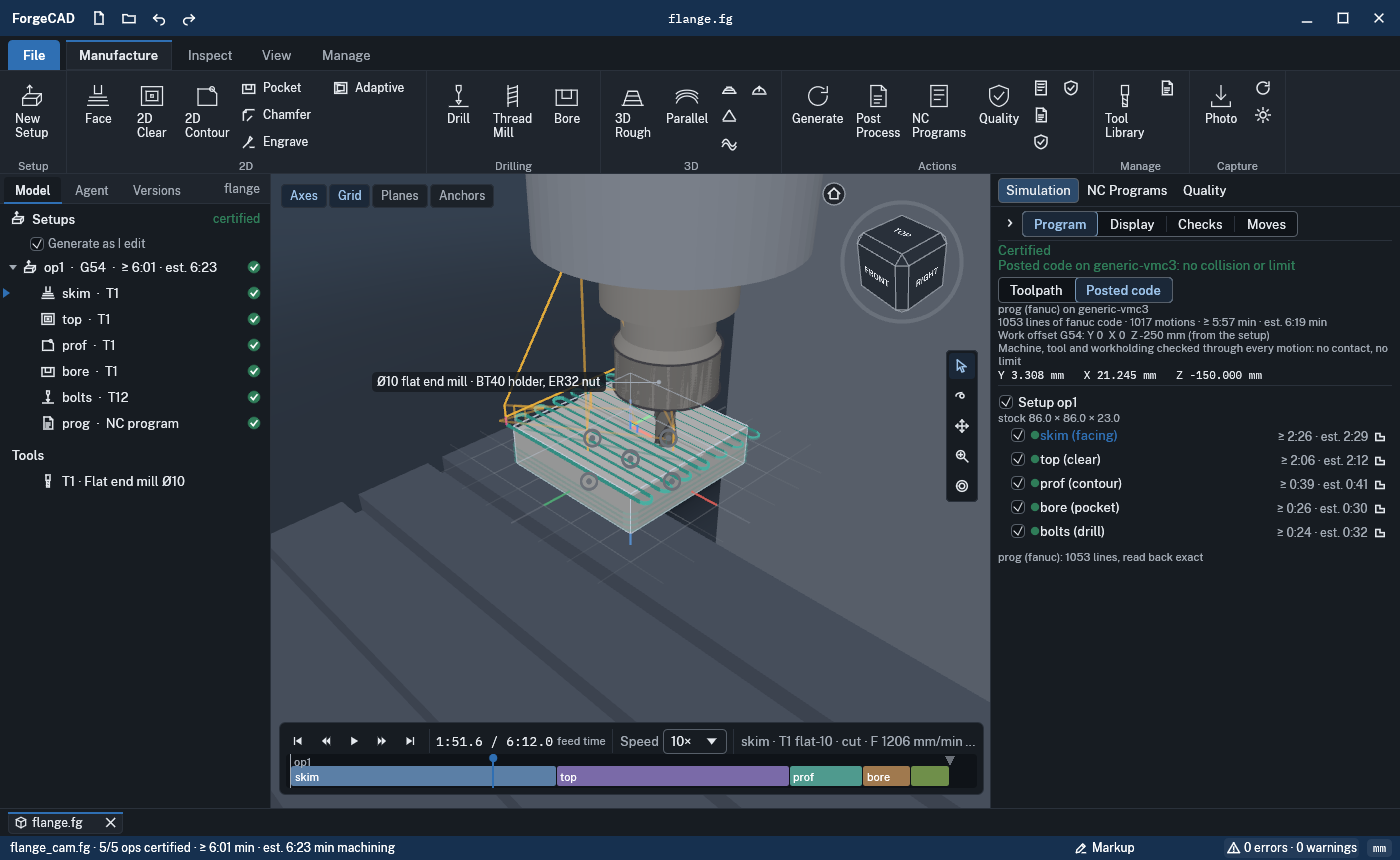 ForgeCAD
flange.fg
File Manufacture Inspect View Manage
New Setup
Face
2D Clear
2D Contour
Pocket
Chamfer
Engrave
Adaptive
Drill
Thread Mill
Bore
3D Rough
Parallel
Generate
Post Process
NC Programs
Quality
Tool Library
Photo
Setup 2D Drilling 3D Actions Manage Capture
Model Agent Versions flange
Setups certified
Generate as I edit
op1 · G54 · ≥ 6:01 · est. 6:23
skim · T1
top · T1
prof · T1
bore · T1
bolts · T12
prog · NC program
Tools
T1 · Flat end mill Ø10
Axes Grid Planes Anchors
TOP
FRONT
RIGHT
Ø10 flat end mill · BT40 holder, ER32 nut
1:51.6 / 6:12.0 feed time Speed 10× skim · T1 flat-10 · cut · F 1206 mm/min ...
op1
skim top prof bore
Simulation NC Programs Quality
Program Display Checks Moves
Certified
Posted code on generic-vmc3: no collision or limit
Toolpath Posted code
prog (fanuc) on generic-vmc3
1053 lines of fanuc code · 1017 motions · ≥ 5:57 min · est. 6:19 min
Work offset G54: Y 0 X 0 Z -250 mm (from the setup)
Machine, tool and workholding checked through every motion: no contact, no
limit
Y 3.308 mm X 21.245 mm Z -150.000 mm
Setup op1
stock 86.0 × 86.0 × 23.0
skim (facing) ≥ 2:26 · est. 2:29
top (clear) ≥ 2:06 · est. 2:12
prof (contour) ≥ 0:39 · est. 0:41
bore (pocket) ≥ 0:26 · est. 0:30
bolts (drill) ≥ 0:24 · est. 0:32
prog (fanuc): 1053 lines, read back exact
flange.fg
flange_cam.fg · 5/5 ops certified · ≥ 6:01 min · est. 6:23 min machining
Markup
0 errors · 0 warnings mm